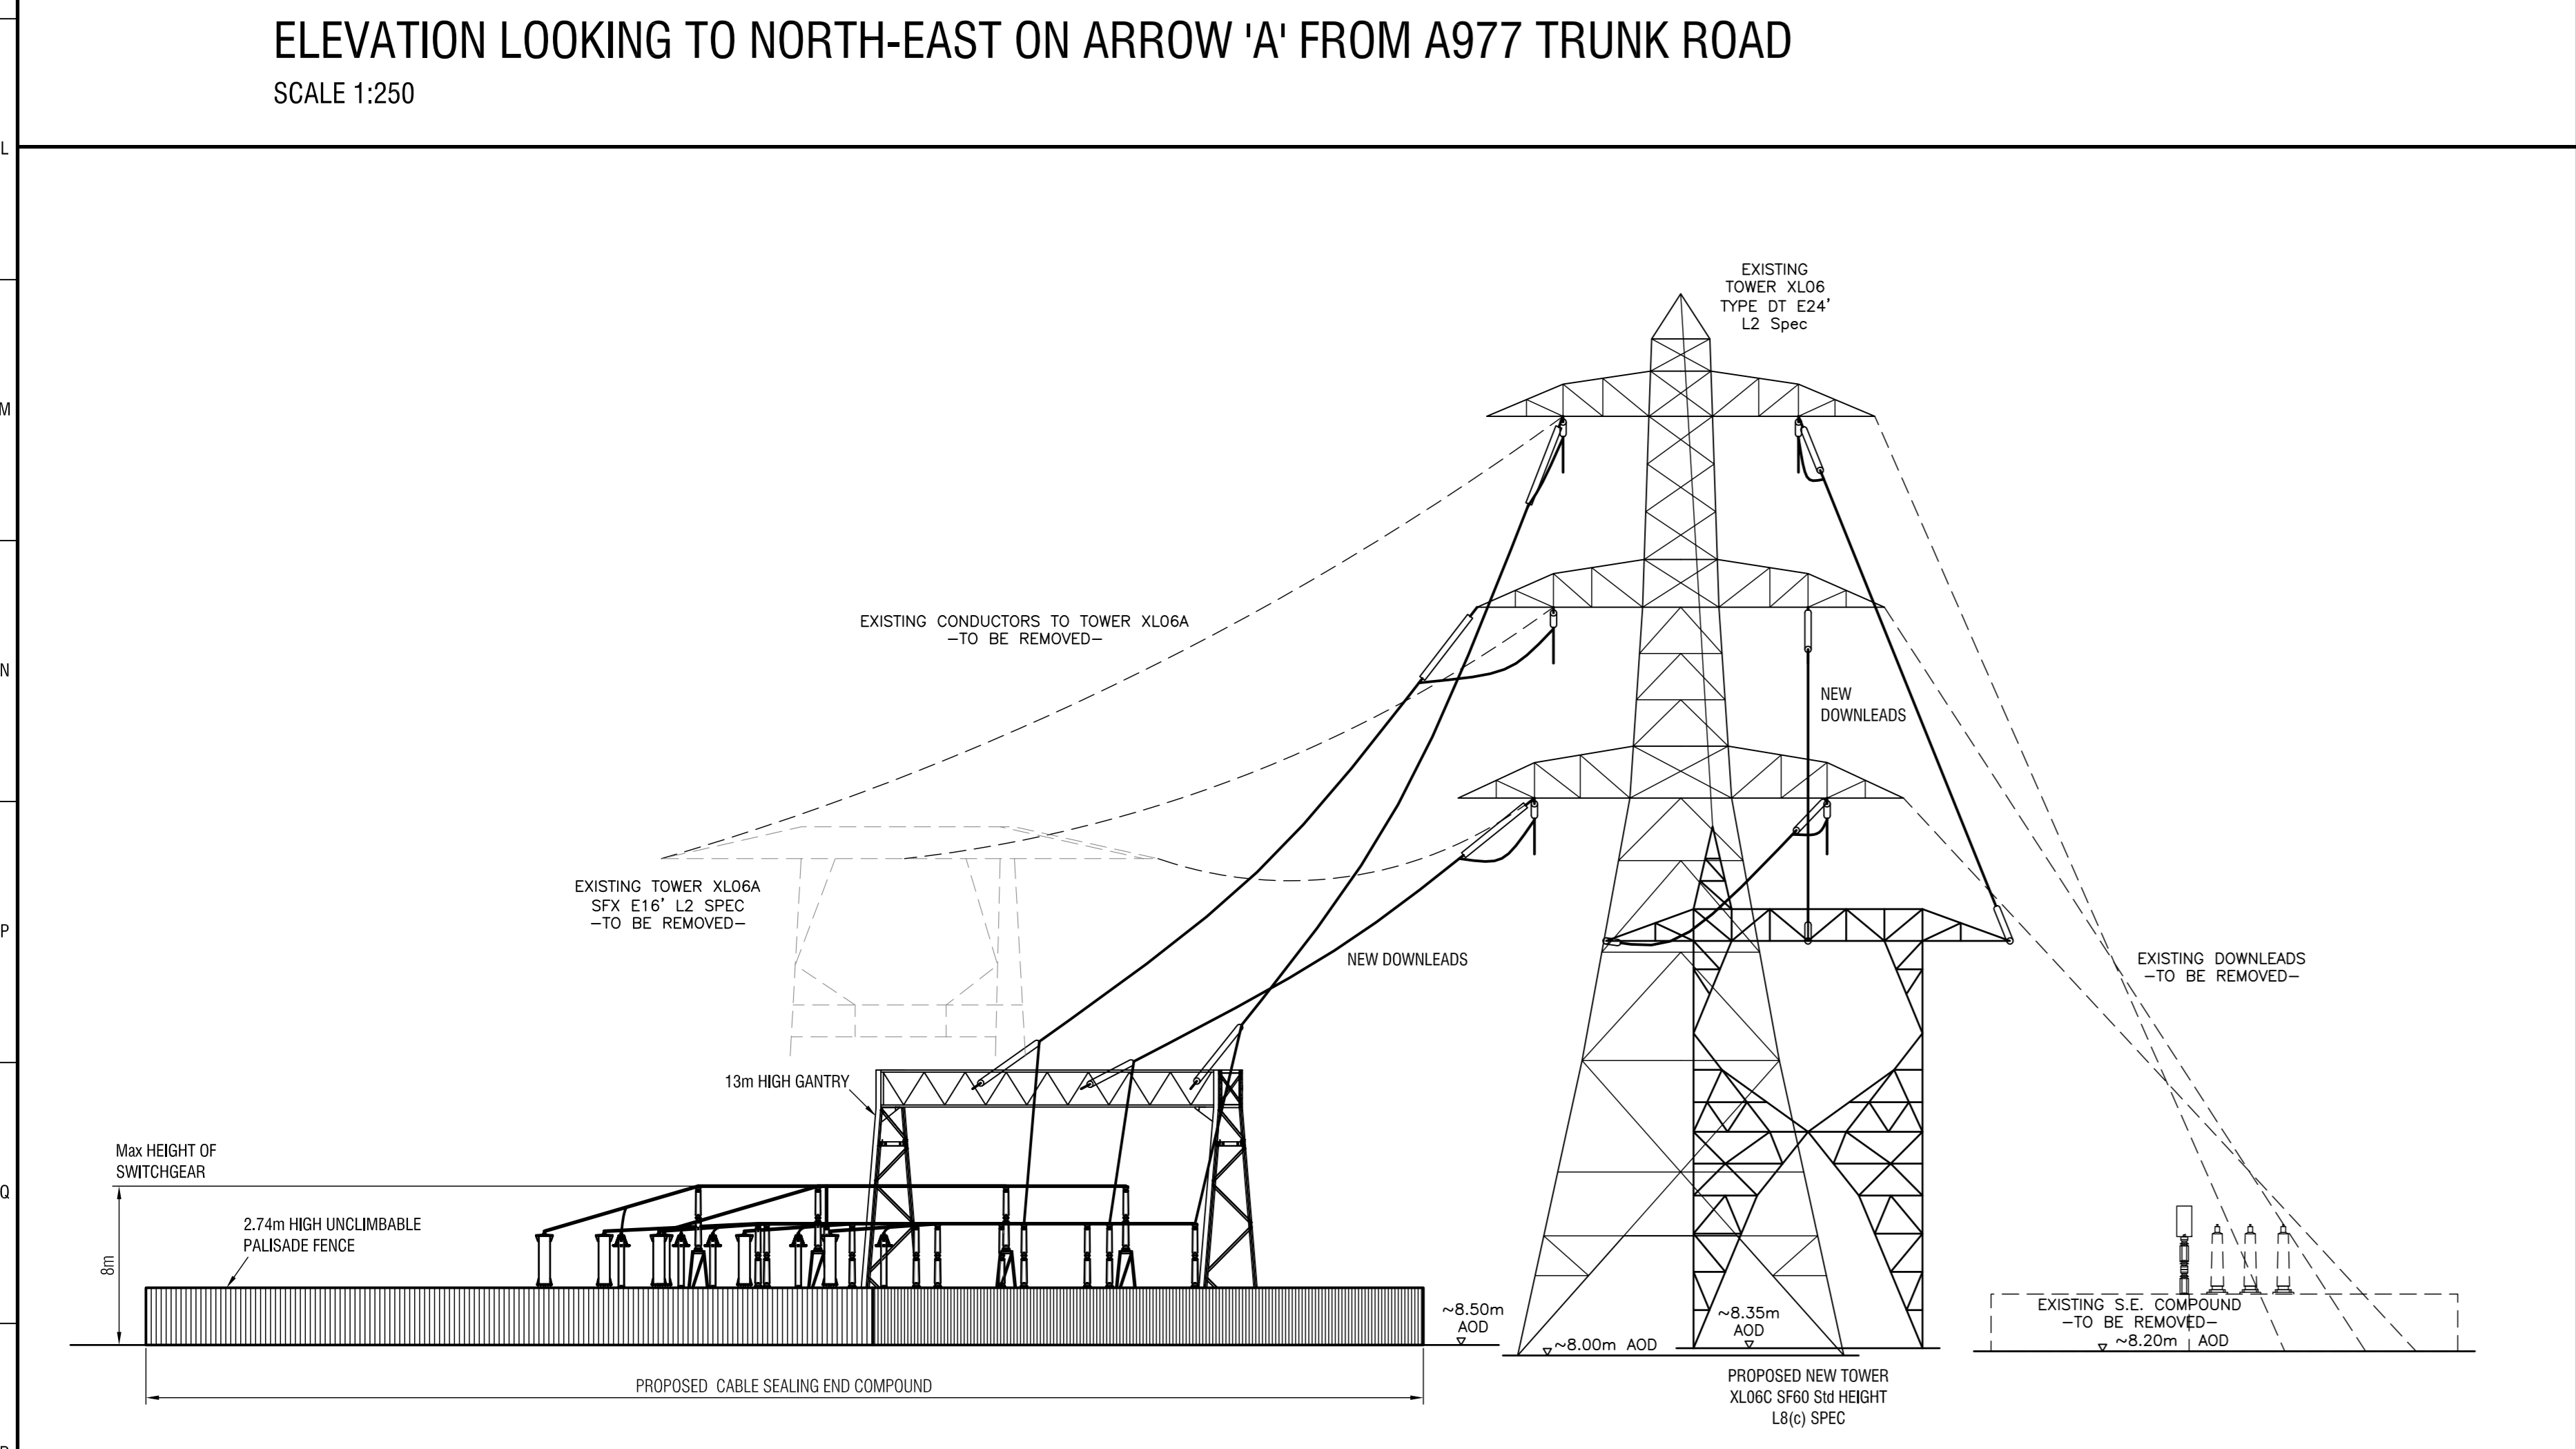 ELEVATION LOOKING TO NORTH-EAST ON ARROW 'A' FROM A977 TRUNK ROAD
SCALE 1:250
L
M
N
P
Q
EXISTING
TOWER XL06
TYPE DT E24'
L2 Spec
EXISTING CONDUCTORS TO TOWER XL06A
-TO BE REMOVED-
NEW
DOWNLEADS
EXISTING TOWER XL06A
SFX E16' L2 SPEC
-TO BE REMOVED-
NEW DOWNLEADS
EXISTING DOWNLEADS
-TO BE REMOVED-
13m HIGH GANTRY
Max HEIGHT OF
SWITCHGEAR
2.74m HIGH UNCLIMBABLE
PALISADE FENCE
8m
~8.50m
AOD
~8.00m AOD
~8.35m
AOD
EXISTING S.E. COMPOUND
-TO BE REMOVED-
~8.20m AOD
PROPOSED CABLE SEALING END COMPOUND
PROPOSED NEW TOWER
XL06C SF60 Std HEIGHT
L8(c) SPEC